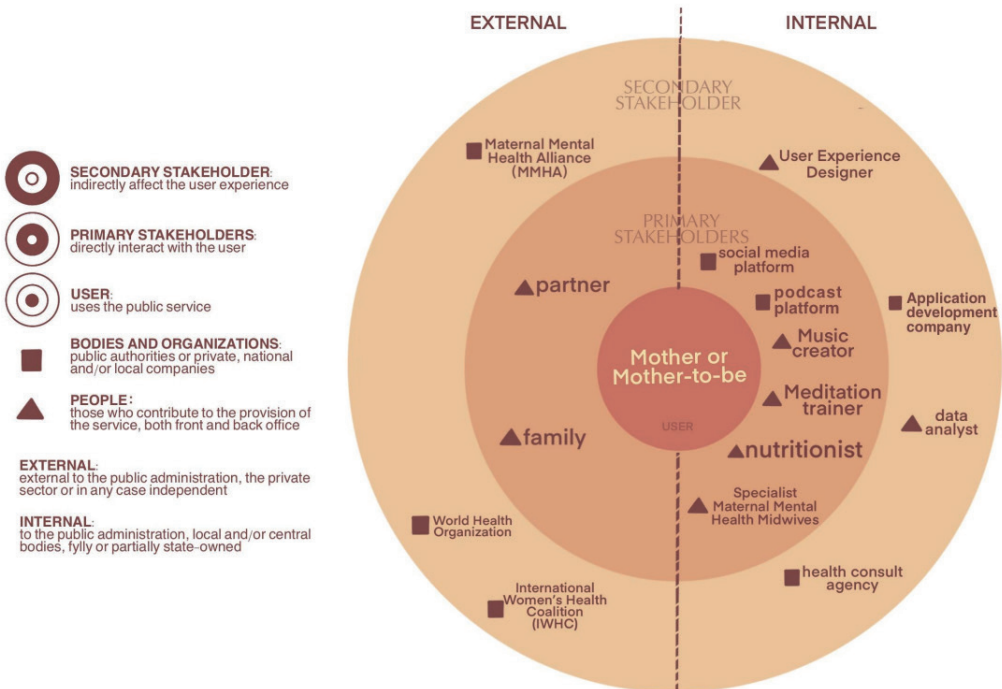 EXTERNAL
INTERNAL
SECONDARY
STAKEHOLDER
Maternal Mental
Health Alliance
(MMHA)
User Experience
Designer
SECONDARY STAKEHOLDER:
indirectly affect the user experience
PRIMARY STAKEHOLDERS:
directly interact with the user
USER:
uses the public service
BODIES AND ORGANIZATIONS:
public authorities or private, national
and/or local companies
PEOPLE:
those who contribute to the provision of
the service, both front and back office
EXTERNAL:
external to the public administration, the private
sector or in any case independent
INTERNAL:
to the public administration, local and/or central
bodies, fylly or partially state-owned
PRIMARY
STAKEHOLDERS
social media
platform
partner
podcast
platform
Application
development
company
Music
creator
Mother or
Mother-to-be
USER
Meditation
trainer
data
analyst
family
nutritionist
Specialist
Maternal Mental
Health Midwives
World Health
Organization
health consult
agency
International
Women's Health
Coalition
(IWHC)